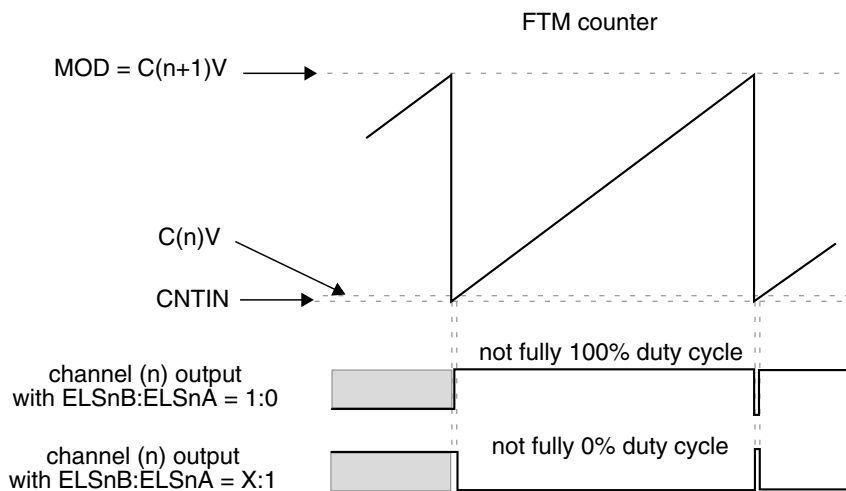 FTM counter
MOD = C(n+1)V
C(n)V
CNTIN
not fully 100% duty cycle
channel (n) output
with ELSnB:ELSnA = 1:0
not fully 0% duty cycle
channel (n) output
with ELSnB:ELSnA = X:1